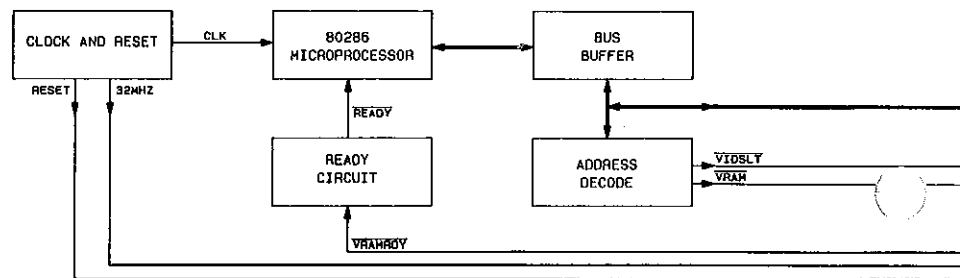 CLOCK AND RESET
CLK
80286
MICROPROCESSOR
BUS
BUFFER
RESET
32MHZ
READY
READY
CIRCUIT
ADDRESS
DECODE
VIDSLT
VRAM
VRAMRDY